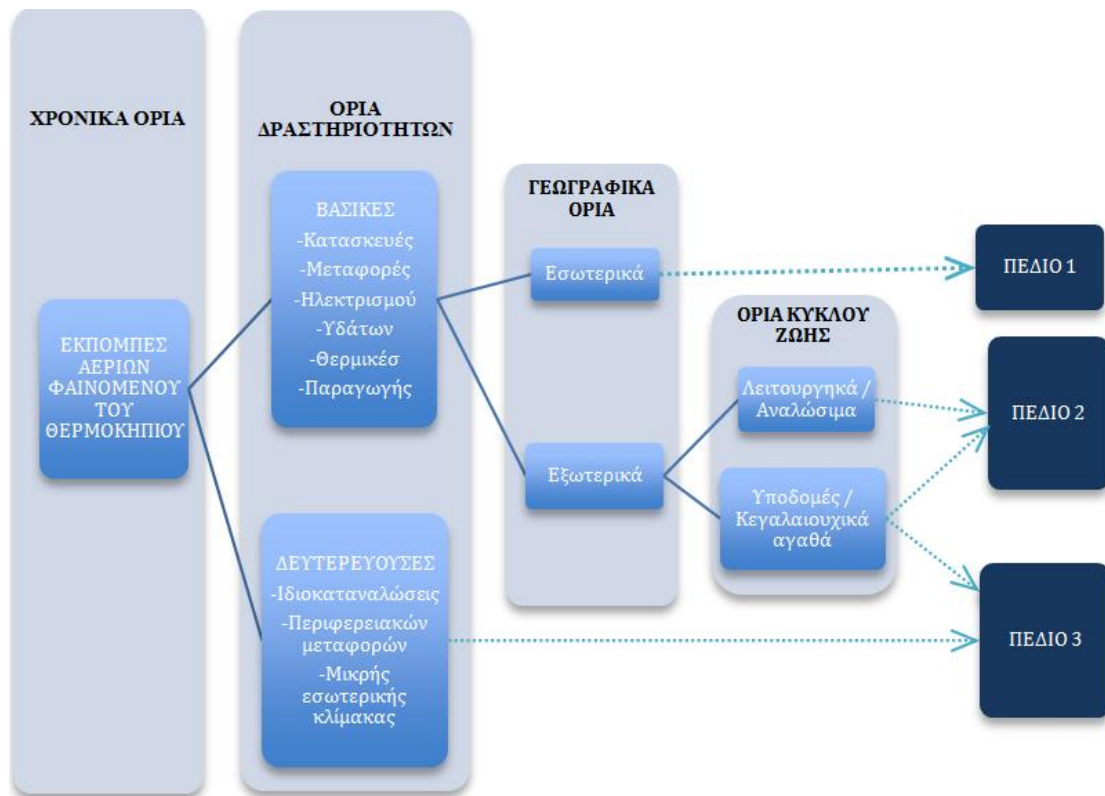 ΧΡΟΝΙΚΑ ΟΡΙΑ
ΕΚΠΟΜΠΕΣ
ΑΕΡΙΩΝ
ΦΑΙΝΟΜΕΝΟΥ
ΤΟΥ
ΘΕΡΜΟΚΗΠΙΟΥ
ΟΡΙΑ
ΔΡΑΣΤΗΡΙΟΤΗΤΩΝ
ΒΑΣΙΚΕΣ
-Κατασκευές
-Μεταφορές
-Ηλεκτρισμού
-Υδάτων
-Θερμικέσ
-Παραγωγής
ΔΕΥΤΕΡΕΥΟΥΣΕΣ
-Ιδιοκαταναλώσεις
-Περιφερειακών
μεταφορών
-Μικρής
εσωτερικής
κλίμακας
ΓΕΩΓΡΑΦΙΚΑ
ΟΡΙΑ
Εσωτερικά
Εξωτερικά
ΟΡΙΑ ΚΥΚΛΟΥ
ΖΩΗΣ
Λειτουργηκά /
Αναλώσιμα
Υποδομές /
Κεγαλαιουχικά
αγαθά
ΠΕΔΙΟ 1
ΠΕΔΙΟ 2
ΠΕΔΙΟ 3